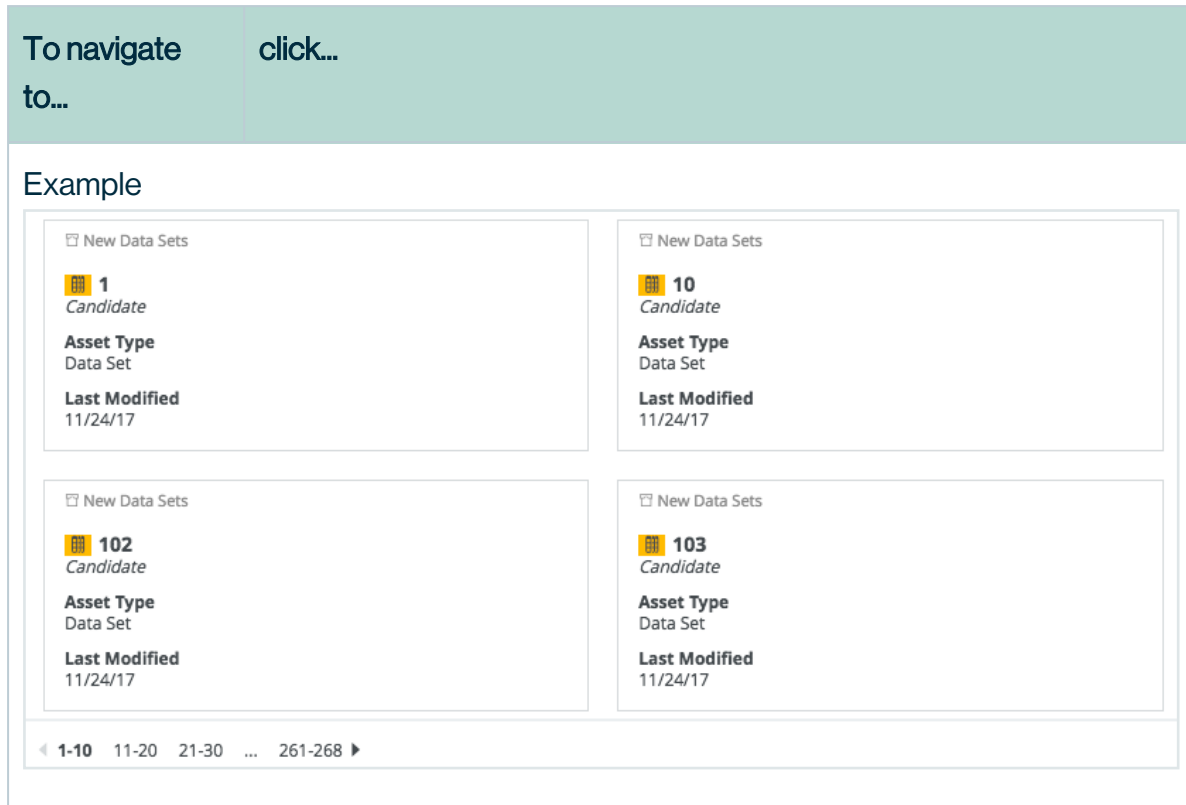 To navigate to... click...
Example
New Data Sets
1
Candidate
Asset Type
Data Set
Last Modified
11/24/17
New Data Sets
10
Candidate
Asset Type
Data Set
Last Modified
11/24/17
New Data Sets
102
Candidate
Asset Type
Data Set
Last Modified
11/24/17
New Data Sets
103
Candidate
Asset Type
Data Set
Last Modified
11/24/17
1-10 11-20 21-30 ... 261-268